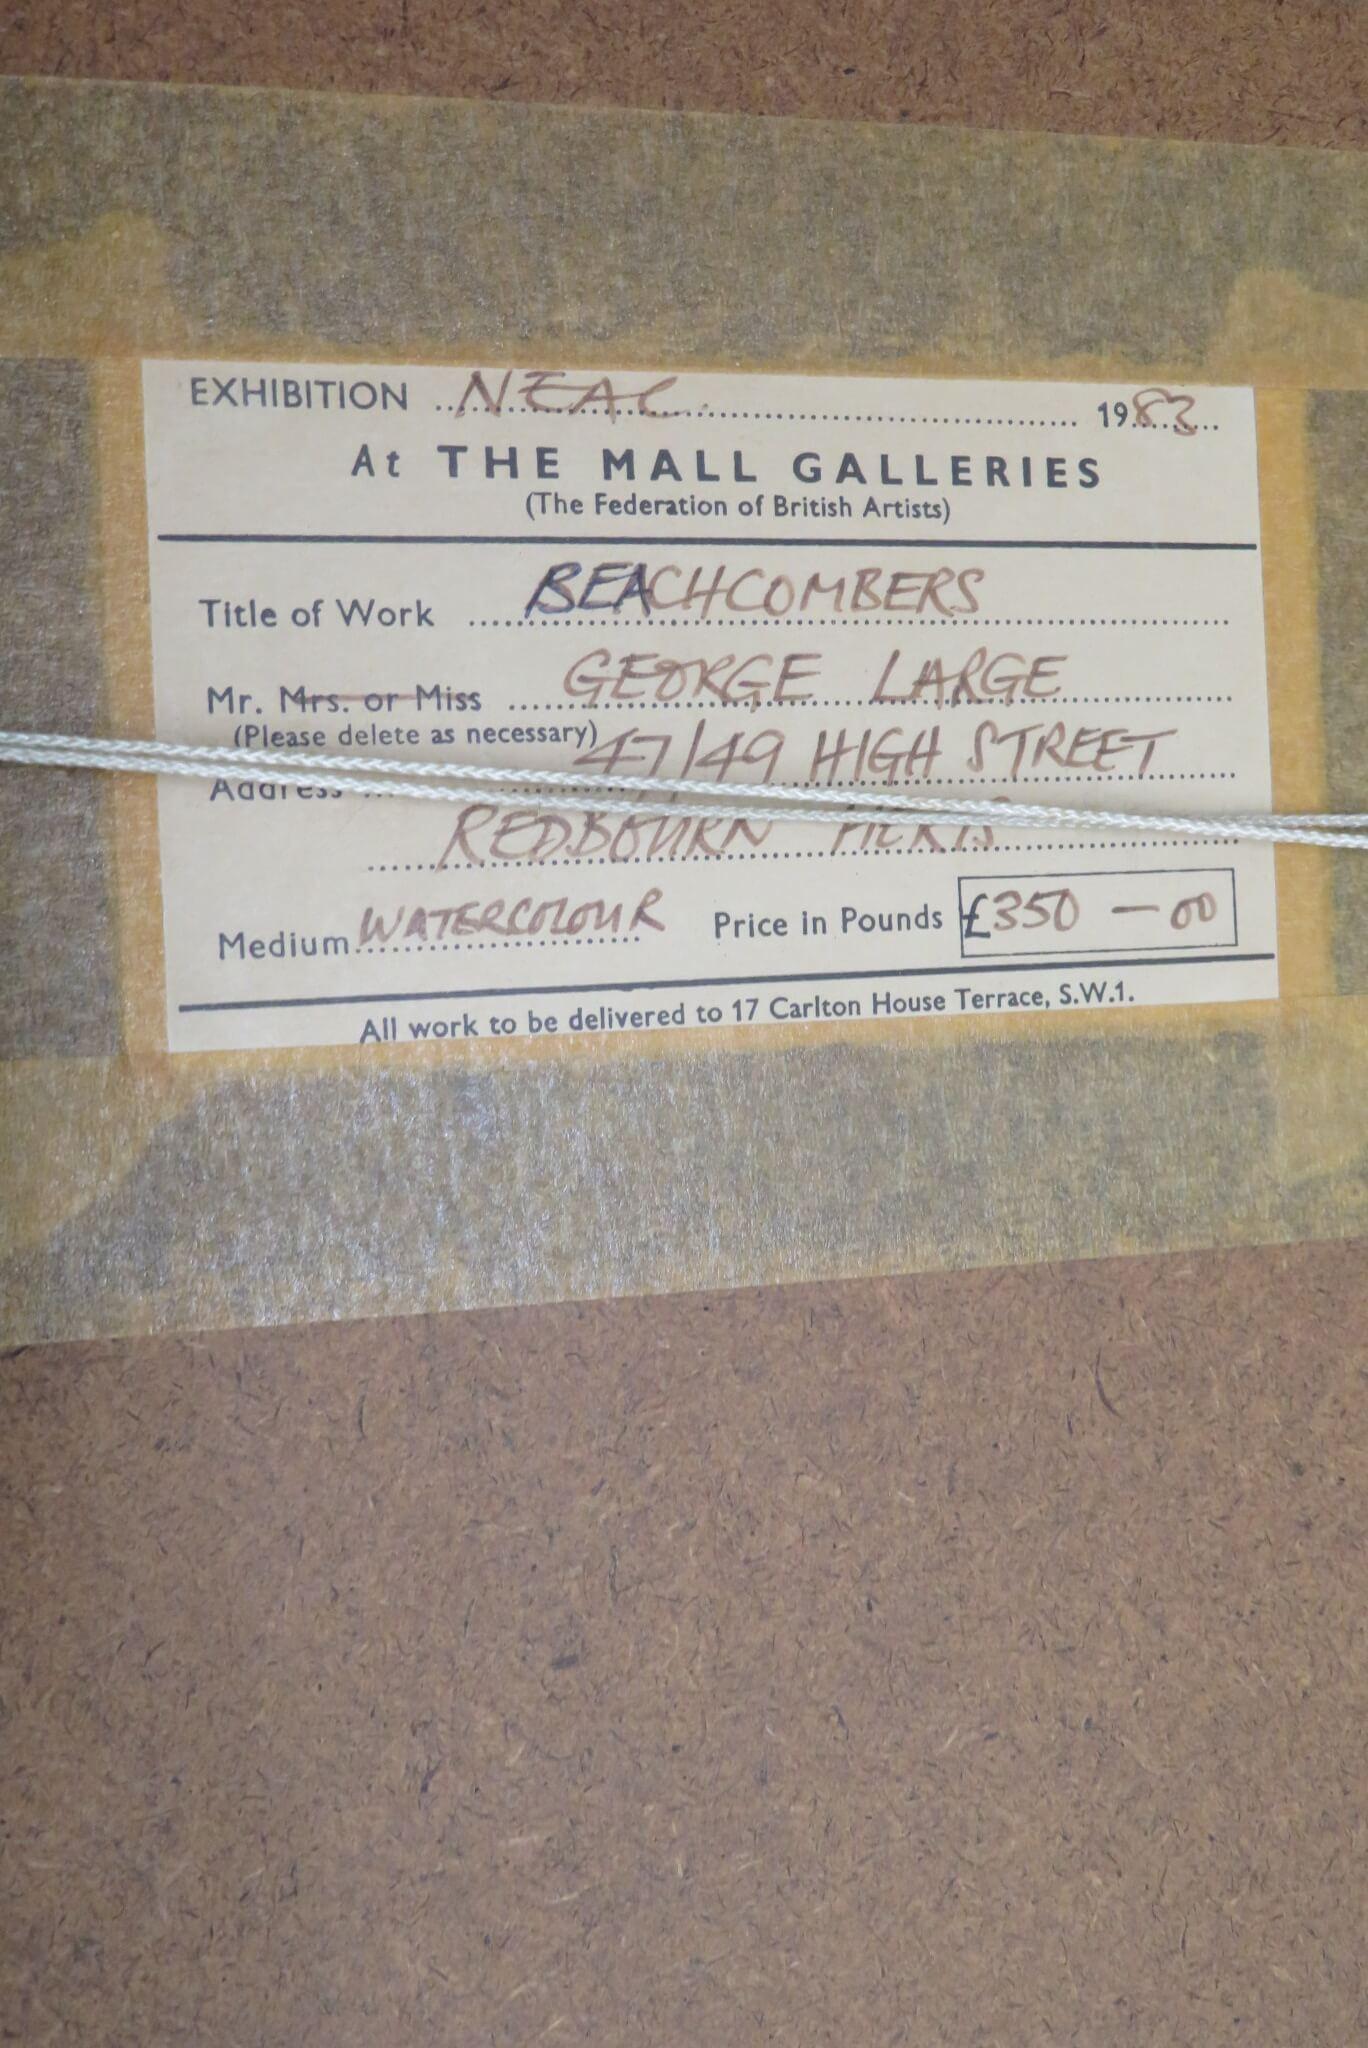 EXHIBITION NEAC 1983
At THE MALL GALLERIES
(The Federation of British Artists)
Title of Work BEACHCOMBERS
Mr. Mrs. or Miss GEORGE LARGE
(Please delete as necessary)
Address 47/49 HIGH STREET
REDBOURN HERTS
Medium WATERCOLOUR Price in Pounds £350 - 00
All work to be delivered to 17 Carlton House Terrace, S.W.1.